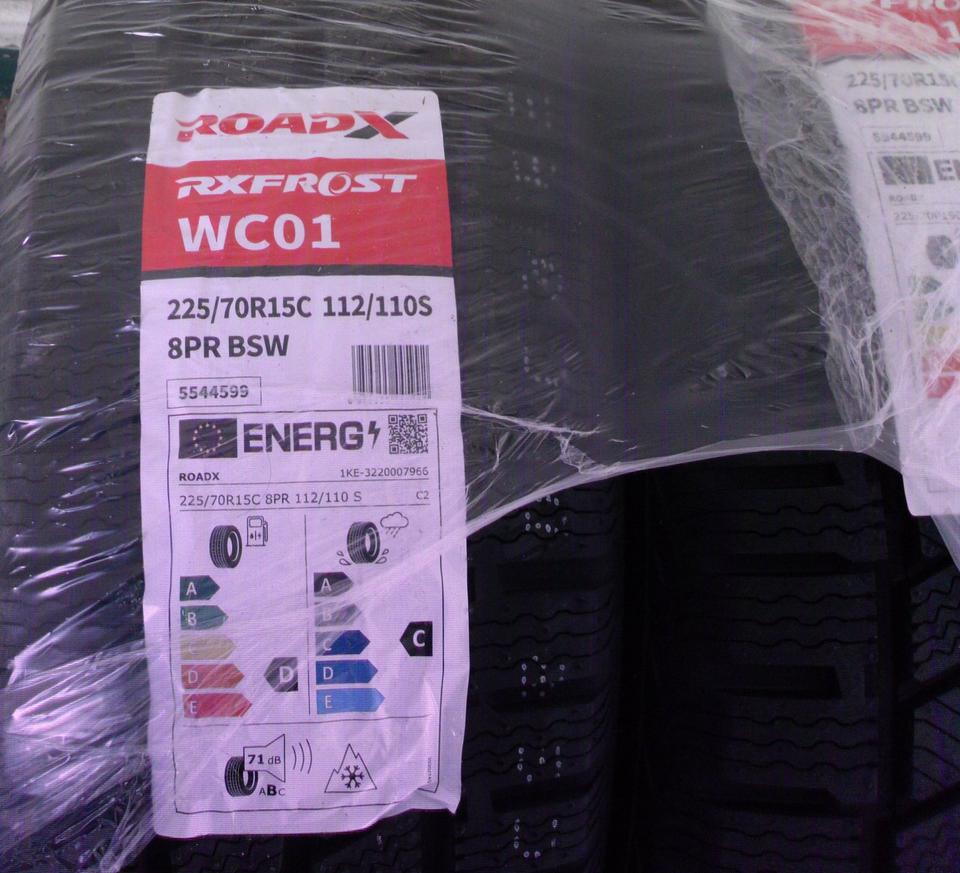 ROADX
RXFROST
WC01
225/70R15C 112/110S
8PR BSW
5544599
ENERG
ROADX 1KE-3220007966
225/70R15C 8PR 112/110 S C2
A A
B B
C C C
D D D
E E
71 dB
ABC
225/70R15C
8PR BSW
5544599